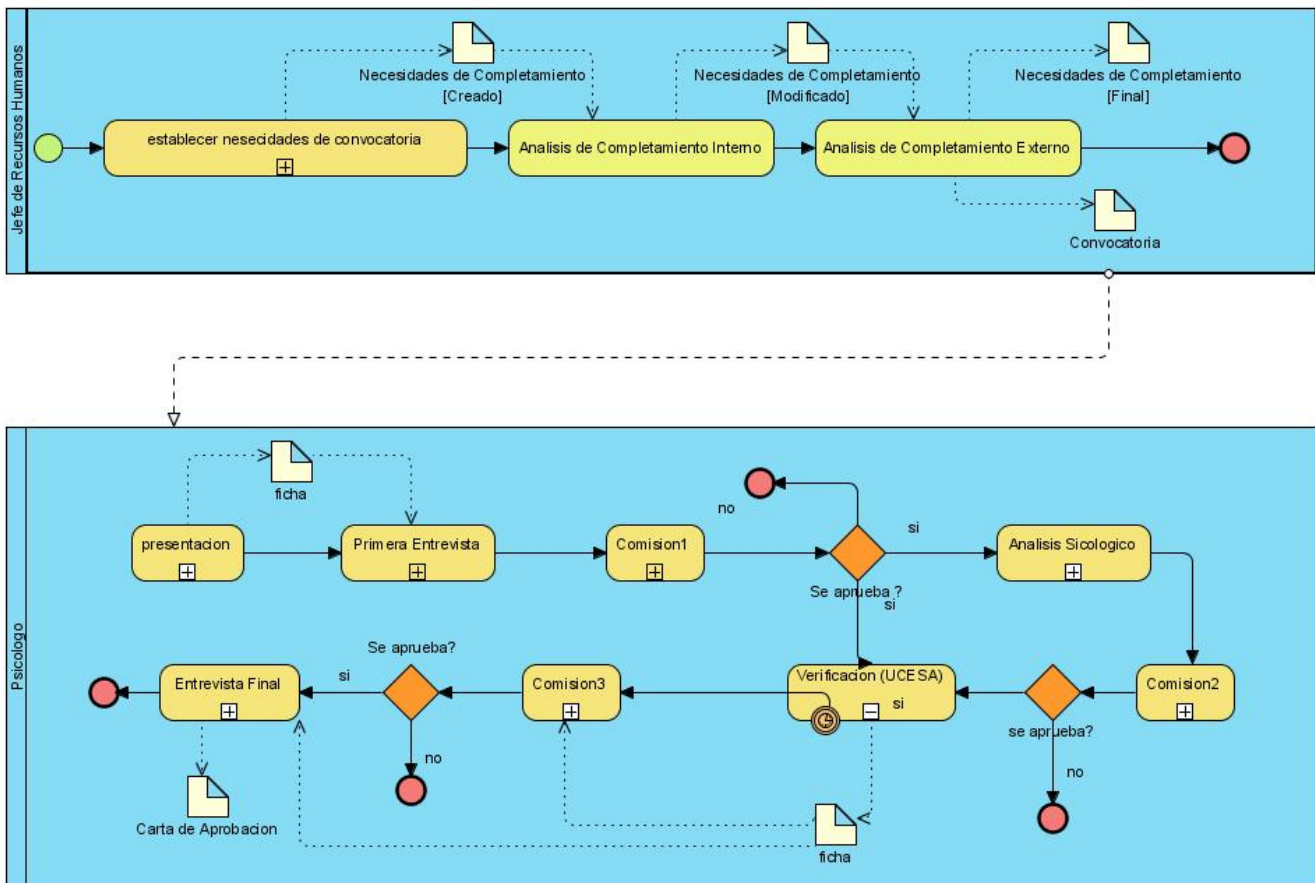 Jefe de Recursos Humanos
Necesidades de Completamiento
[Creado]
Necesidades de Completamiento
[Modificado]
Necesidades de Completamiento
[Final]
establecer nesecidades de convocatoria
Analisis de Completamiento Interno
Analisis de Completamiento Externo
Convocatoria
Psicologo
ficha
no
si
presentacion
Primera Entrevista
Comision1
Analisis Sicologico
Se aprueba ?
si
Se aprueba?
si
Entrevista Final
Comision3
Verificacion (UCESA)
si
Comision2
se aprueba?
no
no
Carta de Aprobacion
ficha